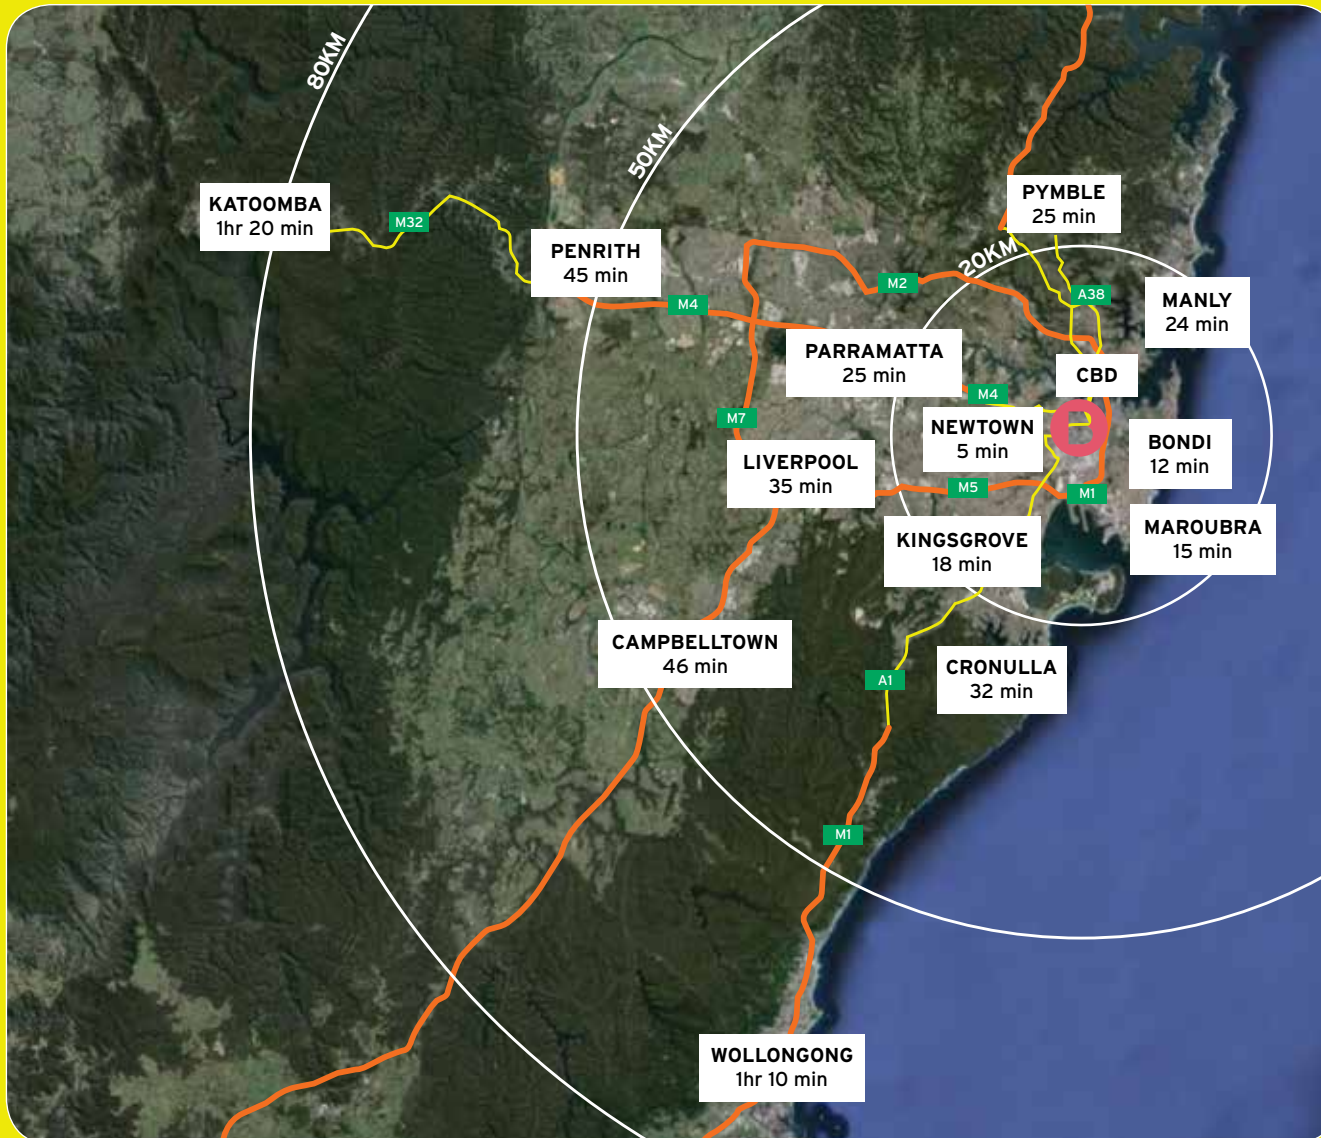 80KM
50KM
KATOOMBA
1hr 20 min
M32
PYMBLE
25 min
PENRITH
45 min
20KM
M4
M2
A38
MANLY
24 min
PARRAMATTA
25 min
CBD
M4
M7
NEWTOWN
5 min
BONDI
12 min
LIVERPOOL
35 min
M5
M1
KINGSGROVE
18 min
MAROUBRA
15 min
CAMPBELLTOWN
46 min
CRONULLA
32 min
A1
M1
WOLLONGONG
1hr 10 min